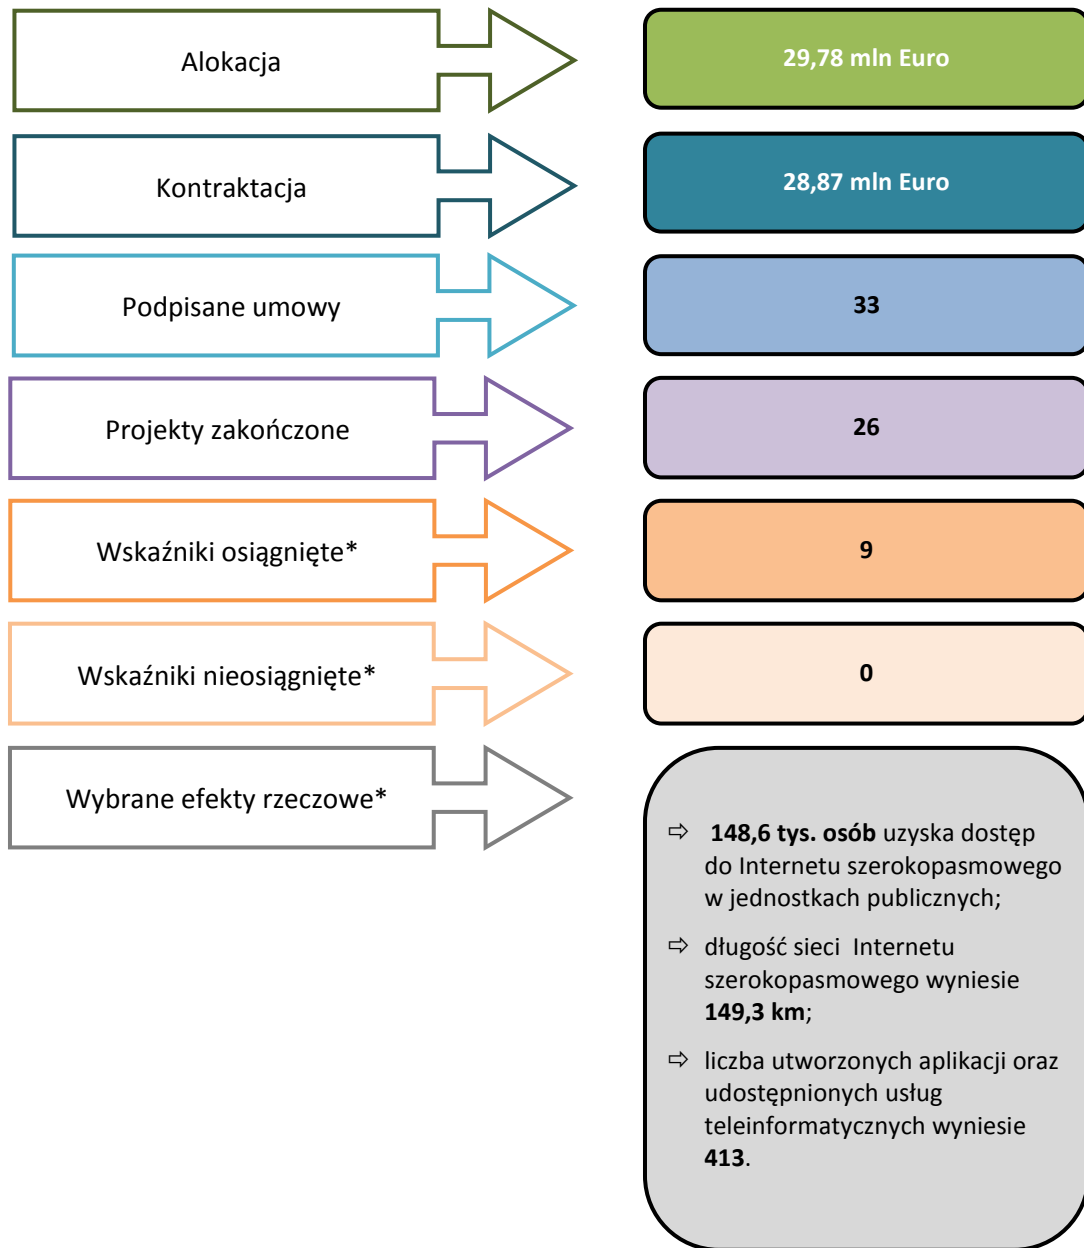 Alokacja
29,78 mln Euro
Kontraktacja
28,87 mln Euro
Podpisane umowy
33
Projekty zakończone
26
Wskaźniki osiągnięte*
9
Wskaźniki nieosiągnięte*
0
Wybrane efekty rzeczowe*
⇨ 148,6 tys. osób uzyska dostęp
do Internetu szerokopasmowego
w jednostkach publicznych;
⇨ długość sieci Internetu
szerokopasmowego wyniesie
149,3 km;
⇨ liczba utworzonych aplikacji oraz
udostępnionych usług
teleinformatycznych wyniesie
413.